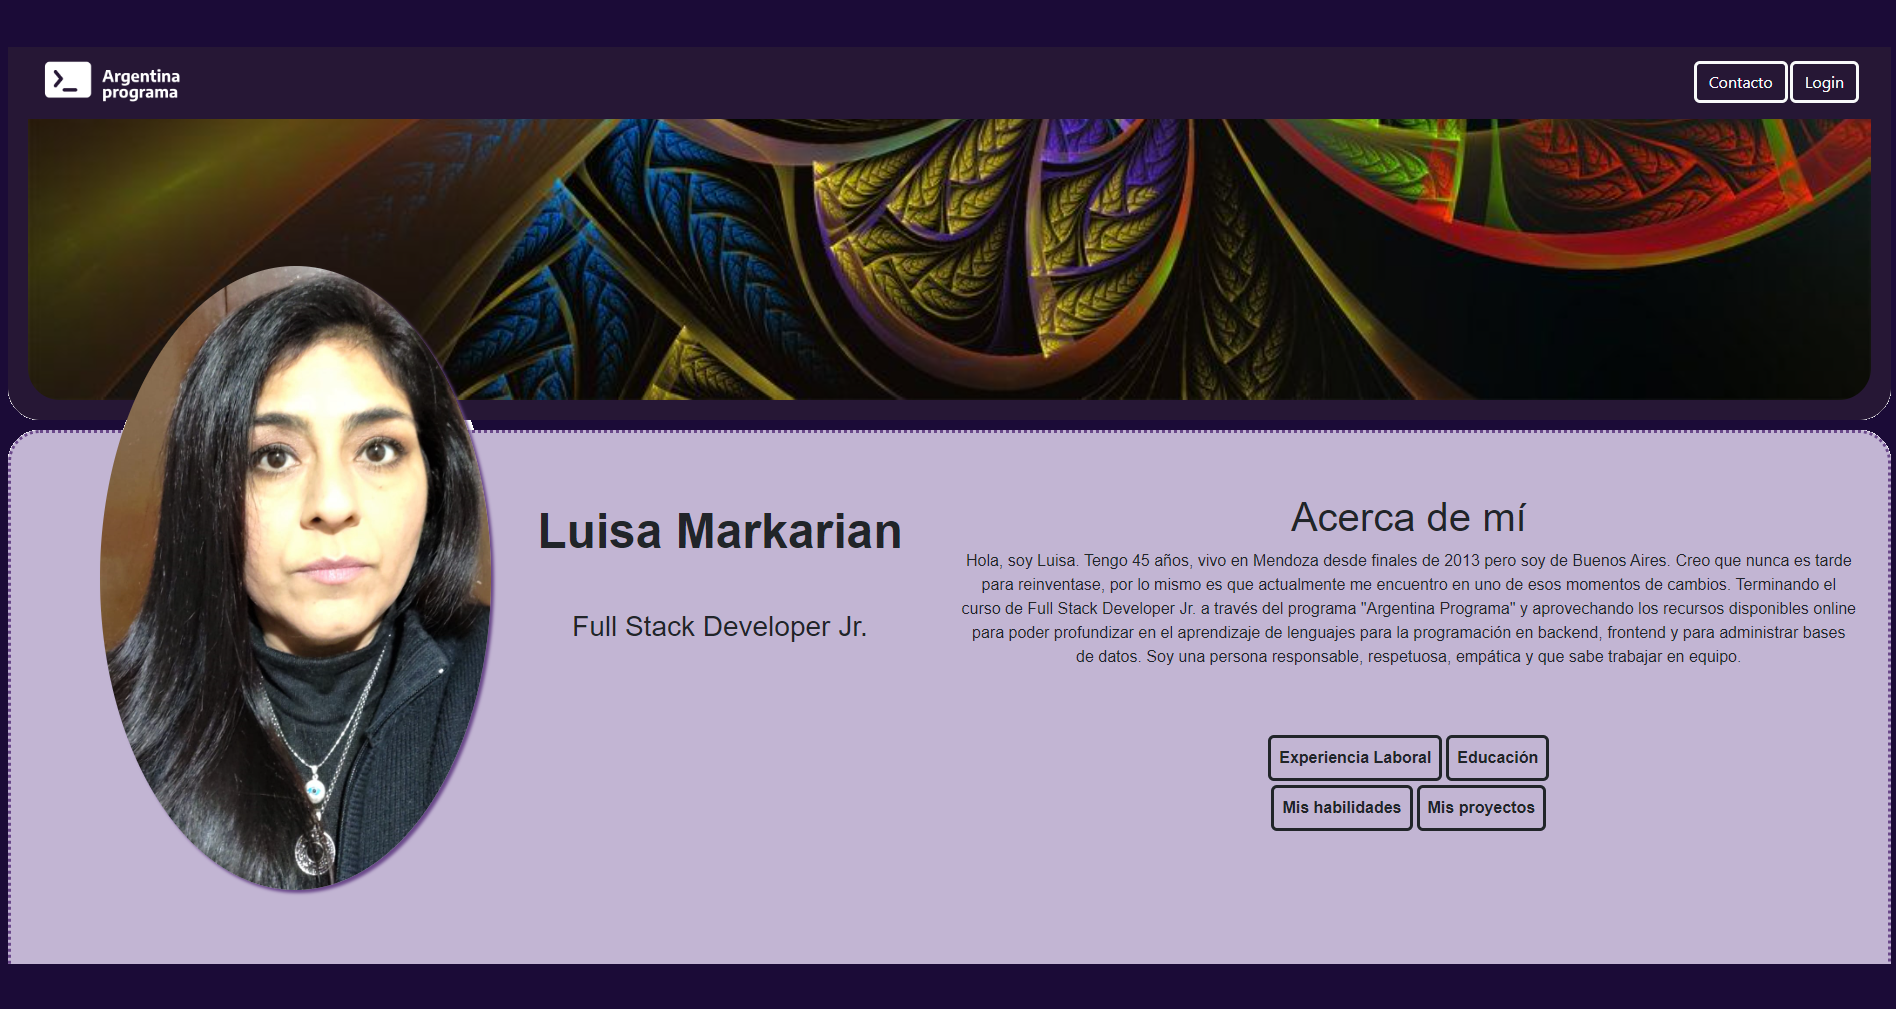 Argentina
programa
Contacto
Login
Luisa Markarian
Full Stack Developer Jr.
Acerca de mí
Hola, soy Luisa. Tengo 45 años, vivo en Mendoza desde finales de 2013 pero soy de Buenos Aires. Creo que nunca es tarde
para reinventase, por lo mismo es que actualmente me encuentro en uno de esos momentos de cambios. Terminando el
curso de Full Stack Developer Jr. a través del programa "Argentina Programa" y aprovechando los recursos disponibles online
para poder profundizar en el aprendizaje de lenguajes para la programación en backend, frontend y para administrar bases
de datos. Soy una persona responsable, respetuosa, empática y que sabe trabajar en equipo.
Experiencia Laboral
Educación
Mis habilidades
Mis proyectos